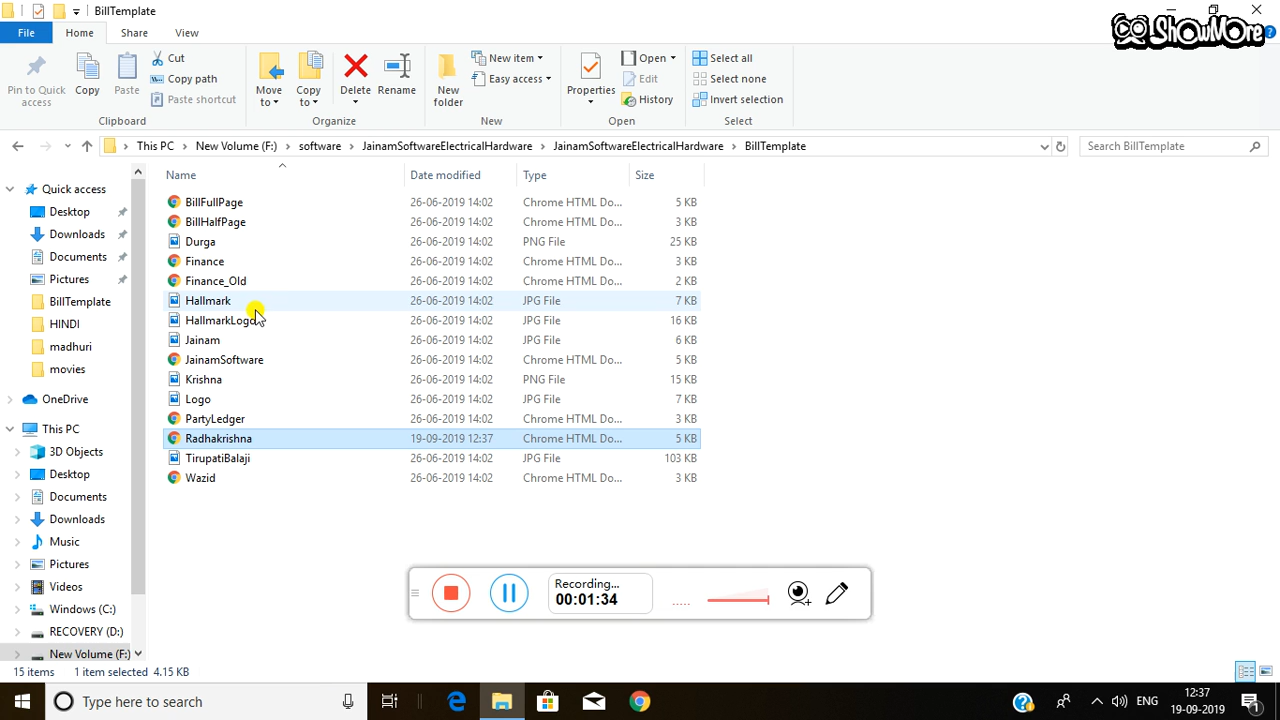 BillTemplate
ShowMore
File Home Share View
Pin to Quick access
Copy
Paste
Cut
Copy path
Paste shortcut
Clipboard
Move to
Copy to
Delete
Rename
Organize
New folder
New item
Easy access
New
Properties
Open
Edit
History
Open
Select all
Select none
Invert selection
Select
This PC > New Volume (F:) > software > JainamSoftwareElectricalHardware > JainamSoftwareElectricalHardware > BillTemplate
Search BillTemplate
Quick access
Desktop
Downloads
Documents
Pictures
BillTemplate
HINDI
madhuri
movies
OneDrive
This PC
3D Objects
Desktop
Documents
Downloads
Music
Pictures
Videos
Windows (C:)
RECOVERY (D:)
New Volume (F:)
Name Date modified Type Size
BillFullPage 26-06-2019 14:02 Chrome HTML Do... 5 KB
BillHalfPage 26-06-2019 14:02 Chrome HTML Do... 3 KB
Durga 26-06-2019 14:02 PNG File 25 KB
Finance 26-06-2019 14:02 Chrome HTML Do... 3 KB
Finance_Old 26-06-2019 14:02 Chrome HTML Do... 2 KB
Hallmark 26-06-2019 14:02 JPG File 7 KB
HallmarkLogo 26-06-2019 14:02 JPG File 16 KB
Jainam 26-06-2019 14:02 JPG File 6 KB
JainamSoftware 26-06-2019 14:02 Chrome HTML Do... 5 KB
Krishna 26-06-2019 14:02 PNG File 15 KB
Logo 26-06-2019 14:02 JPG File 7 KB
PartyLedger 26-06-2019 14:02 Chrome HTML Do... 3 KB
Radhakrishna 19-09-2019 12:37 Chrome HTML Do... 5 KB
TirupatiBalaji 26-06-2019 14:02 JPG File 103 KB
Wazid 26-06-2019 14:02 Chrome HTML Do... 3 KB
Recording...
00:01:34
15 items 1 item selected 4.15 KB
Type here to search
ENG
12:37
19-09-2019
1